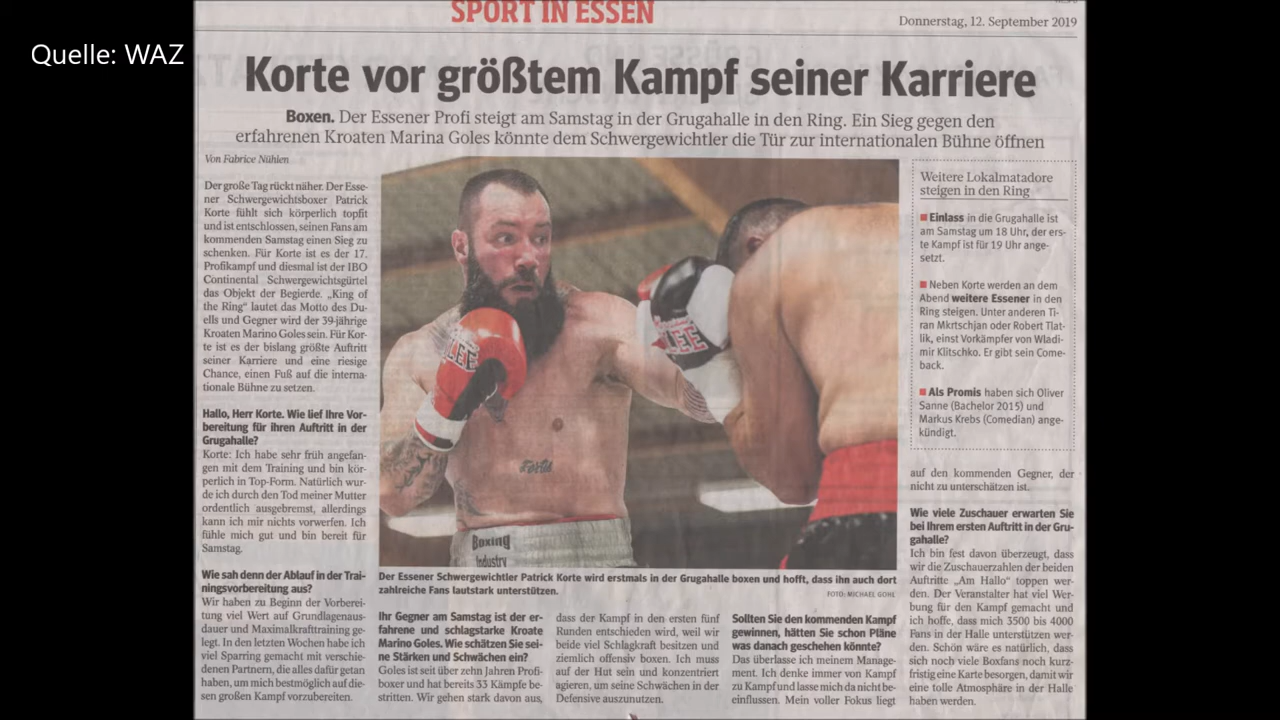 Quelle: WAZ
SPORT IN ESSEN
Donnerstag, 12. September 2019
Korte vor größtem Kampf seiner Karriere
Boxen. Der Essener Profi steigt am Samstag in der Grugahalle in den Ring. Ein Sieg gegen den
erfahrenen Kroaten Marina Goles könnte dem Schwergewichtler die Tür zur internationalen Bühne öffnen
Von Fabrice Nühlen
Der große Tag rückt näher. Der Esse-
ner Schwergewichtsboxer Patrick
Korte fühlt sich körperlich topfit
und ist entschlossen, seinen Fans am
kommenden Samstag einen Sieg zu
schenken. Für Korte ist es der 17.
Profikampf und diesmal ist der IBO
Continental Schwergewichtsgürtel
das Objekt der Begierde. „King of
the Ring“ lautet das Motto des Du-
ells und Gegner wird der 39-jährige
Kroaten Marino Goles sein. Für Kor-
te ist es der bislang größte Auftritt
seiner Karriere und eine riesige
Chance, einen Fuß auf die interna-
tionale Bühne zu setzen.
Hallo, Herr Korte. Wie lief Ihre Vor-
bereitung für ihren Auftritt in der
Grugahalle?
Korte: Ich habe sehr früh angefan-
gen mit dem Training und bin kör-
perlich in Top-Form. Natürlich wur-
de ich durch den Tod meiner Mutter
ordentlich ausgebremst, allerdings
kann ich mir nichts vorwerfen. Ich
fühle mich gut und bin bereit für
Samstag.
Wie sah denn der Ablauf in der Trai-
ningsvorbereitung aus?
Wir haben zu Beginn der Vorberei-
tung viel Wert auf Grundlagenaus-
dauer und Maximalkrafttraining ge-
legt. In den letzten Wochen habe ich
viel Sparring gemacht mit verschie-
denen Partnern, die alles dafür getan
haben, um mich bestmöglich auf die-
sen großen Kampf vorzubereiten.
LEE
LEE
Korte
Boxing
Industry
Der Essener Schwergewichtler Patrick Korte wird erstmals in der Grugahalle boxen und hofft, dass ihn auch dort
zahlreiche Fans lautstark unterstützen.
FOTO: MICHAEL GOHL
Ihr Gegner am Samstag ist der er-
fahrene und schlagstarke Kroate
Marino Goles. Wie schätzen Sie sei-
ne Stärken und Schwächen ein?
Goles ist seit über zehn Jahren Profi-
boxer und hat bereits 33 Kämpfe be-
stritten. Wir gehen stark davon aus,
dass der Kampf in den ersten fünf
Runden entschieden wird, weil wir
beide viel Schlagkraft besitzen und
ziemlich offensiv boxen. Ich muss
auf der Hut sein und konzentriert
agieren, um seine Schwächen in der
Defensive auszunutzen.
Sollten Sie den kommenden Kampf
gewinnen, hätten Sie schon Pläne
was danach geschehen könnte?
Das überlasse ich meinem Manage-
ment. Ich denke immer von Kampf
zu Kampf und lasse mich da nicht be-
einflussen. Mein voller Fokus liegt
Weitere Lokalmatadore
steigen in den Ring
Einlass in die Grugahalle ist
am Samstag um 18 Uhr, der ers-
te Kampf ist für 19 Uhr ange-
setzt.
Neben Korte werden an dem
Abend weitere Essener in den
Ring steigen. Unter anderen Ti-
ran Mkrtschjan oder Robert Tlat-
lik, einst Vorkämpfer von Wladi-
mir Klitschko. Er gibt sein Come-
back.
Als Promis haben sich Oliver
Sanne (Bachelor 2015) und
Markus Krebs (Comedian) ange-
kündigt.
auf den kommenden Gegner, der
nicht zu unterschätzen ist.
Wie viele Zuschauer erwarten Sie
bei Ihrem ersten Auftritt in der Gru-
gahalle?
Ich bin fest davon überzeugt, dass
wir die Zuschauerzahlen der beiden
Auftritte „Am Hallo“ toppen wer-
den. Der Veranstalter hat viel Wer-
bung für den Kampf gemacht und
ich hoffe, dass mich 3500 bis 4000
Fans in der Halle unterstützen wer-
den. Schön wäre es natürlich, dass
sich noch viele Boxfans noch kurz-
fristig eine Karte besorgen, damit wir
eine tolle Atmosphäre in der Halle
haben werden.